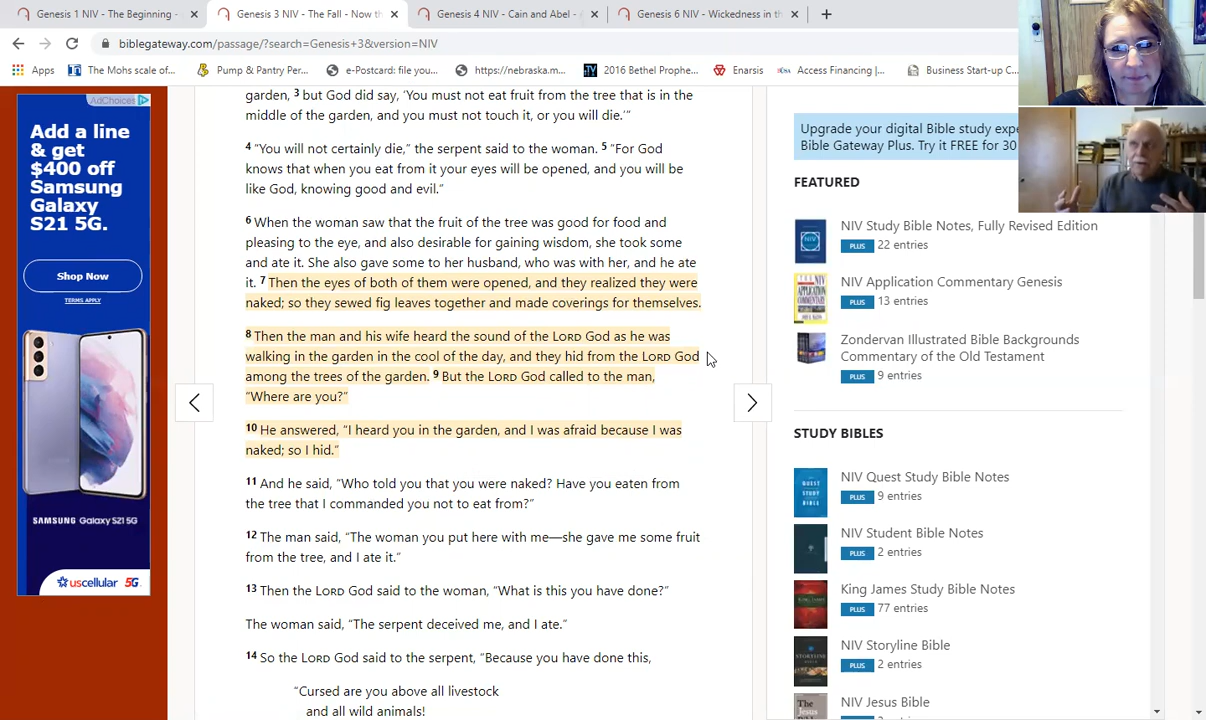 Genesis 1 NIV - The Beginning -
Genesis 3 NIV - The Fall - Now th
Genesis 4 NIV - Cain and Abel -
Genesis 6 NIV - Wickedness in th
biblegateway.com/passage/?search=Genesis+3&version=NIV
Apps
The Mohs scale of...
Pump & Pantry Per...
e-Postcard: file you...
https://nebraska.m...
2016 Bethel Prophe...
Enarsis
Access Financing |...
Business Start-up C
AdChoices
Add a line
& get
$400 off
Samsung
Galaxy
S21 5G.
Shop Now
TERMS APPLY
SAMSUNG Galaxy S21 5G
uscellular 5G
garden, 3 but God did say, ‘You must not eat fruit from the tree that is in the
middle of the garden, and you must not touch it, or you will die.’”
4 “You will not certainly die,” the serpent said to the woman. 5 “For God
knows that when you eat from it your eyes will be opened, and you will be
like God, knowing good and evil.”
6 When the woman saw that the fruit of the tree was good for food and
pleasing to the eye, and also desirable for gaining wisdom, she took some
and ate it. She also gave some to her husband, who was with her, and he ate
it. 7 Then the eyes of both of them were opened, and they realized they were
naked; so they sewed fig leaves together and made coverings for themselves.
8 Then the man and his wife heard the sound of the LORD God as he was
walking in the garden in the cool of the day, and they hid from the LORD God
among the trees of the garden. 9 But the LORD God called to the man,
“Where are you?”
10 He answered, “I heard you in the garden, and I was afraid because I was
naked; so I hid.”
11 And he said, “Who told you that you were naked? Have you eaten from
the tree that I commanded you not to eat from?”
12 The man said, “The woman you put here with me—she gave me some fruit
from the tree, and I ate it.”
13 Then the LORD God said to the woman, “What is this you have done?”
The woman said, “The serpent deceived me, and I ate.”
14 So the LORD God said to the serpent, “Because you have done this,
“Cursed are you above all livestock
and all wild animals!
Upgrade your digital Bible study expe
Bible Gateway Plus. Try it FREE for 30
FEATURED
NIV Study Bible Notes, Fully Revised Edition
PLUS 22 entries
NIV Application Commentary Genesis
PLUS 13 entries
Zondervan Illustrated Bible Backgrounds
Commentary of the Old Testament
PLUS 9 entries
STUDY BIBLES
NIV Quest Study Bible Notes
PLUS 9 entries
NIV Student Bible Notes
PLUS 2 entries
King James Study Bible Notes
PLUS 77 entries
NIV Storyline Bible
PLUS 2 entries
NIV Jesus Bible